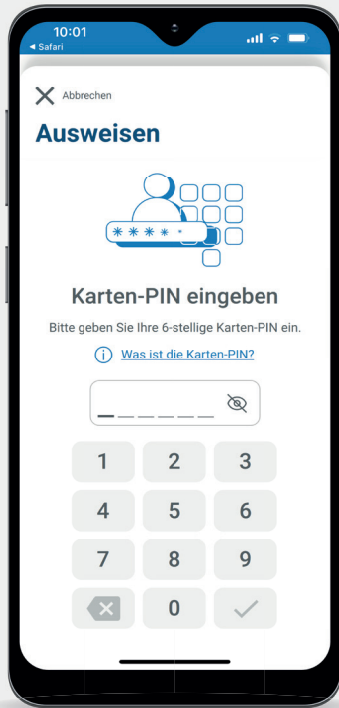 10:01
◀ Safari
Abbrechen
Ausweisen
* * * * *
Karten-PIN eingeben
Bitte geben Sie Ihre 6-stellige Karten-PIN ein.
Was ist die Karten-PIN?
1 2 3
4 5 6
7 8 9
0